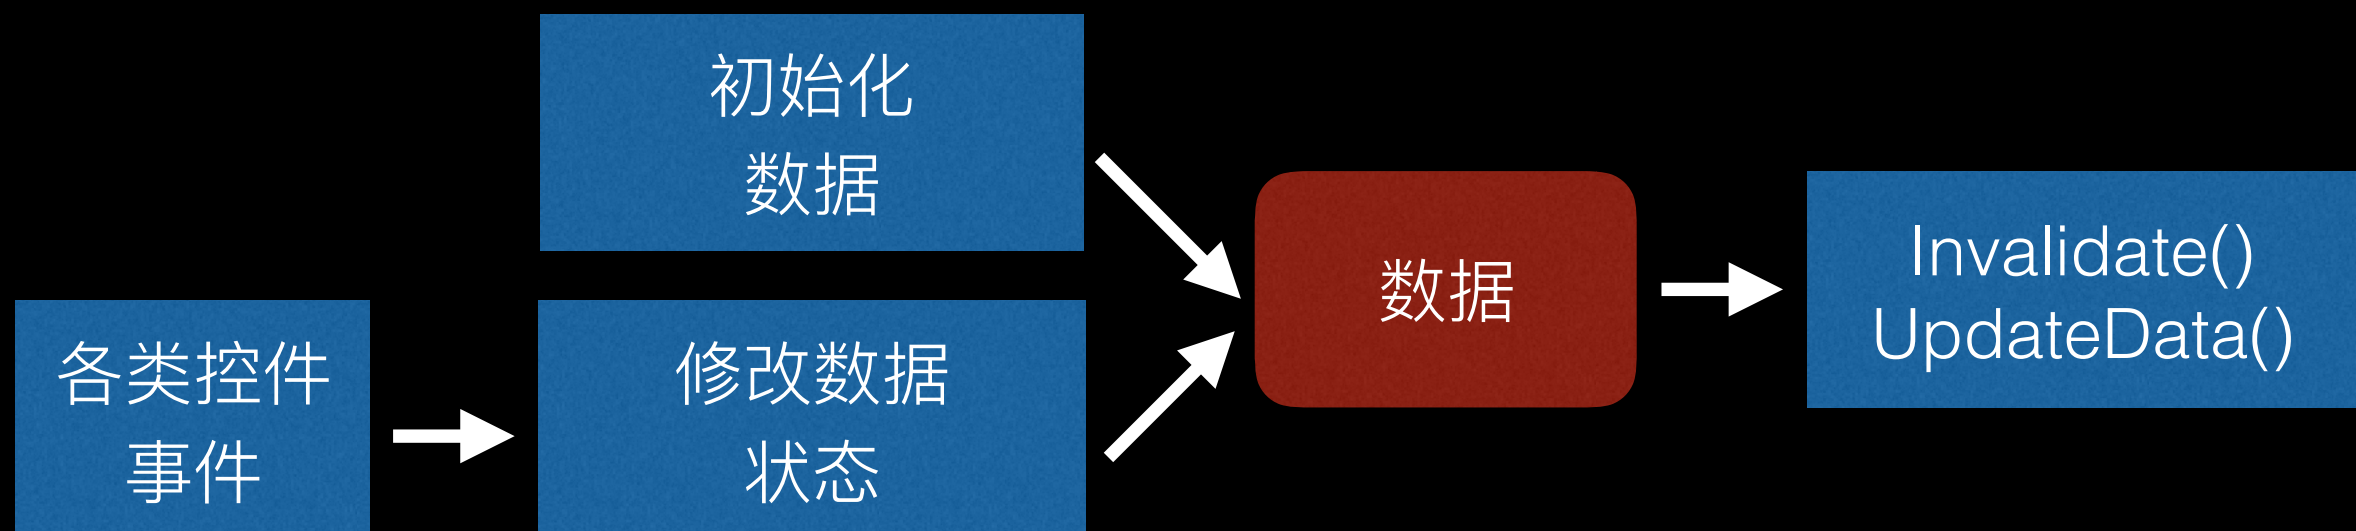 初始化
数据
各类控件
事件
修改数据
状态
数据
Invalidate()
UpdateData()